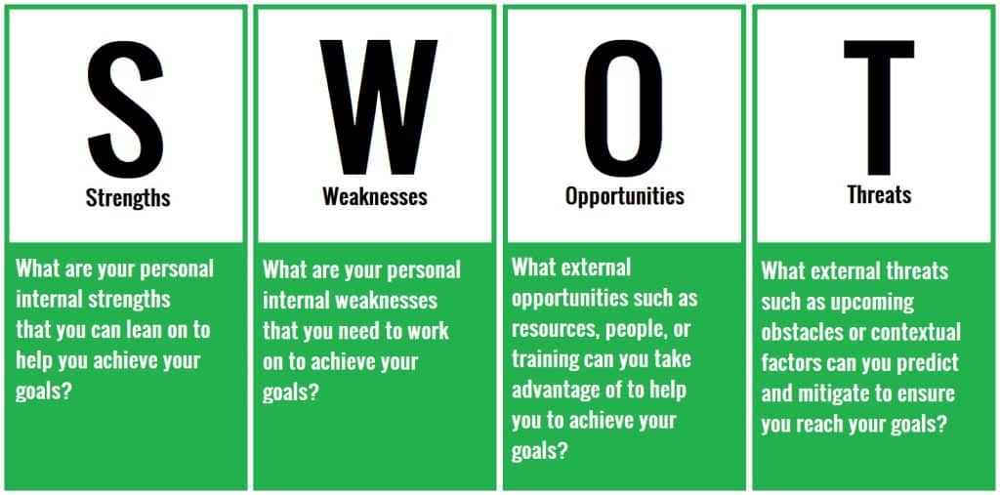 S
Strengths
What are your personal
internal strengths
that you can lean on to
help you achieve your
goals?
W
Weaknesses
What are your personal
internal weaknesses
that you need to work
on to achieve your
goals?
O
Opportunities
What external
opportunities such as
resources, people, or
training can you take
advantage of to help
you to achieve your
goals?
T
Threats
What external threats
such as upcoming
obstacles or contextual
factors can you predict
and mitigate to ensure
you reach your goals?